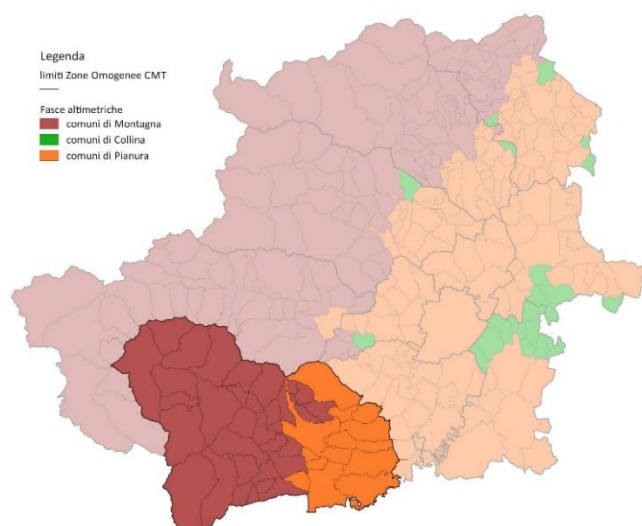 Legenda
limiti Zone Omogenee CMT
Fasce altimetriche
comuni di Montagna
comuni di Collina
comuni di Pianura